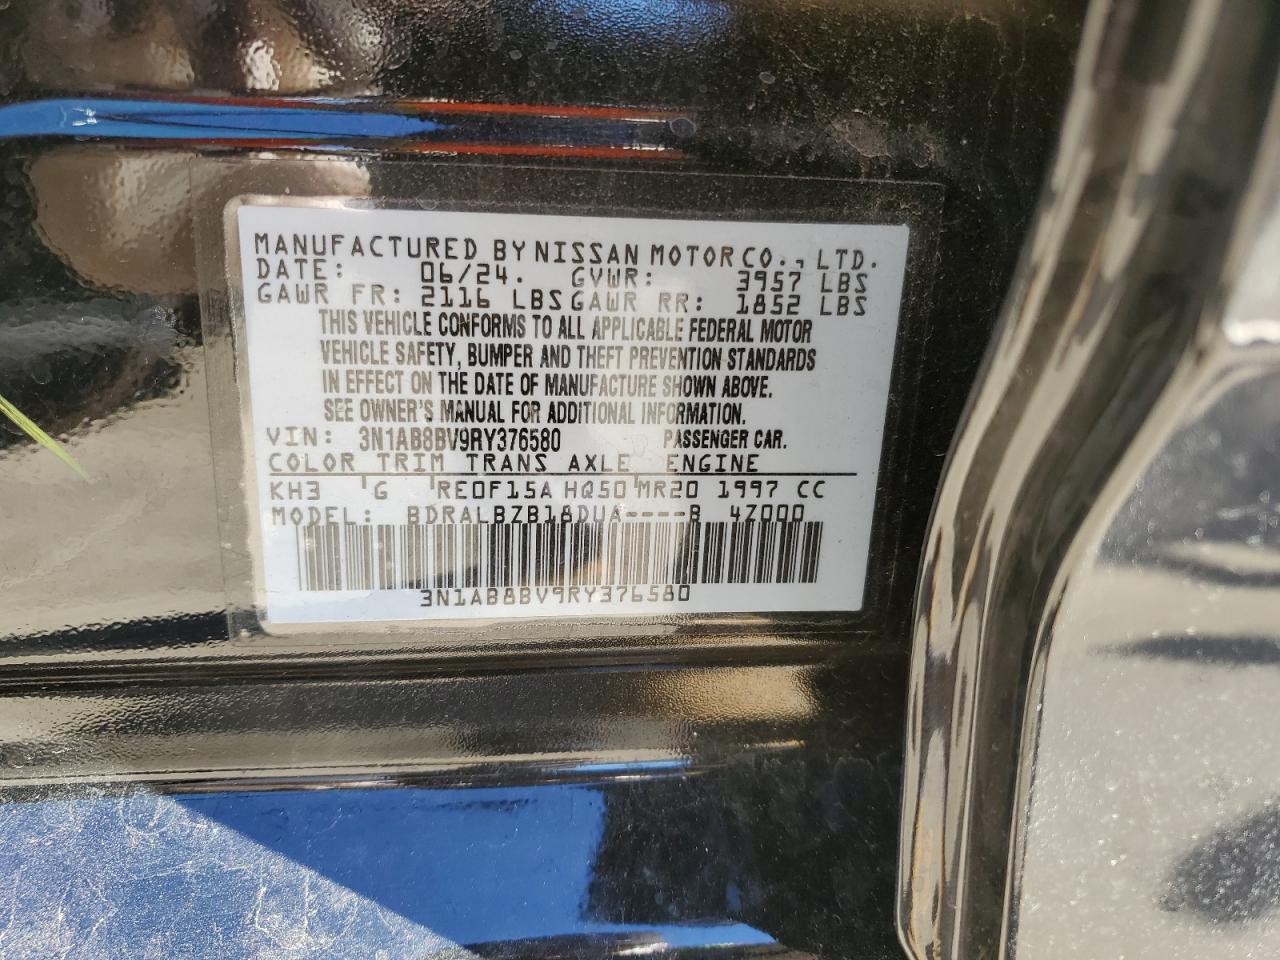 MANUFACTURED BY NISSAN MOTOR CO., LTD.
DATE: 06/24. GVWR: 3957 LBS
GAWR FR: 2116 LBS GAWR RR: 1852 LBS
THIS VEHICLE CONFORMS TO ALL APPLICABLE FEDERAL MOTOR
VEHICLE SAFETY, BUMPER AND THEFT PREVENTION STANDARDS
IN EFFECT ON THE DATE OF MANUFACTURE SHOWN ABOVE.
SEE OWNER'S MANUAL FOR ADDITIONAL INFORMATION.
VIN: 3N1AB8BV9RY376580 PASSENGER CAR.
COLOR TRIM TRANS AXLE ENGINE
KH3 'G 'RE0F15A HQ50'MR20 1997 CC
MODEL: BDRALBZB18DUA----B 4Z000
3N1AB8BV9RY376580